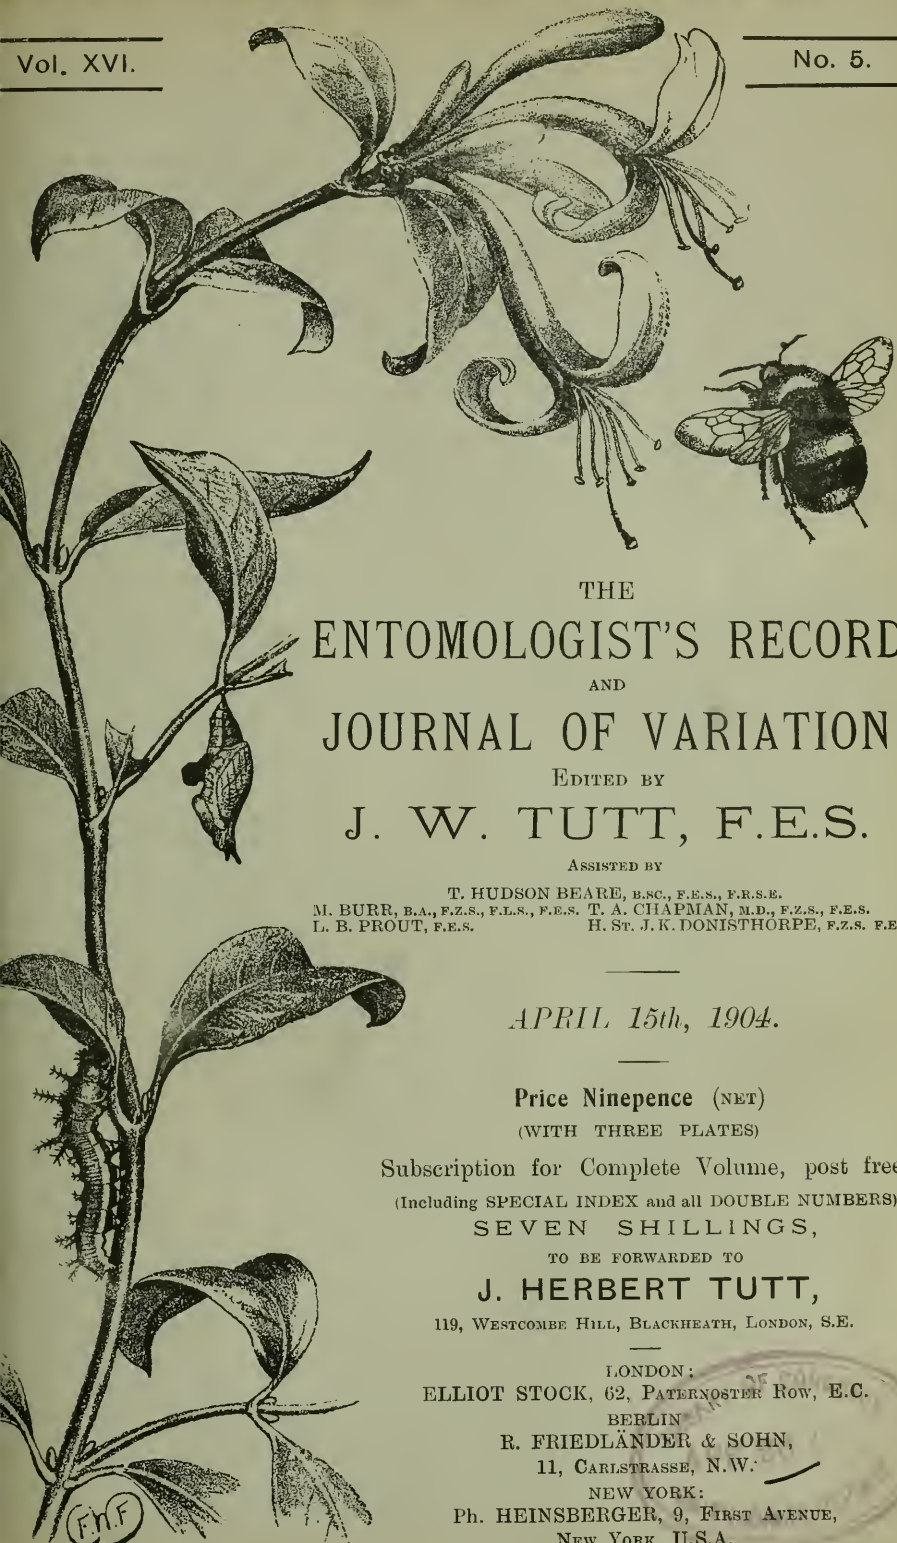 Vol. XVI.
No. 5.
THE
ENTOMOLOGIST'S RECORD
AND
JOURNAL OF VARIATION
EDITED BY
J. W. TUTT, F.E.S.
ASSISTED BY
T. HUDSON BEARE, B.SC., F.E.S., F.R.S.E.
M. BURR, B.A., F.Z.S., F.L.S., F.E.S. T. A. CHAPMAN, M.D., F.Z.S., F.E.S.
L. B. PROUT, F.E.S. H. ST. J. K. DONISTHORPE, F.Z.S. F.E
APRIL 15th, 1904.
Price Ninepence (NET)
(WITH THREE PLATES)
Subscription for Complete Volume, post free
(Including SPECIAL INDEX and all DOUBLE NUMBERS)
SEVEN SHILLINGS,
TO BE FORWARDED TO
J. HERBERT TUTT,
119, WESTCOMBE HILL, BLACKHEATH, LONDON, S.E.
LONDON:
ELLIOT STOCK, 62, PATERNOSTER ROW, E.C.
BERLIN
R. FRIEDLÄNDER & SOHN,
11, CARLSTRASSE, N.W.
NEW YORK:
Ph. HEINSBERGER, 9, FIRST AVENUE,
NEW YORK, U.S.A.
F.W.F